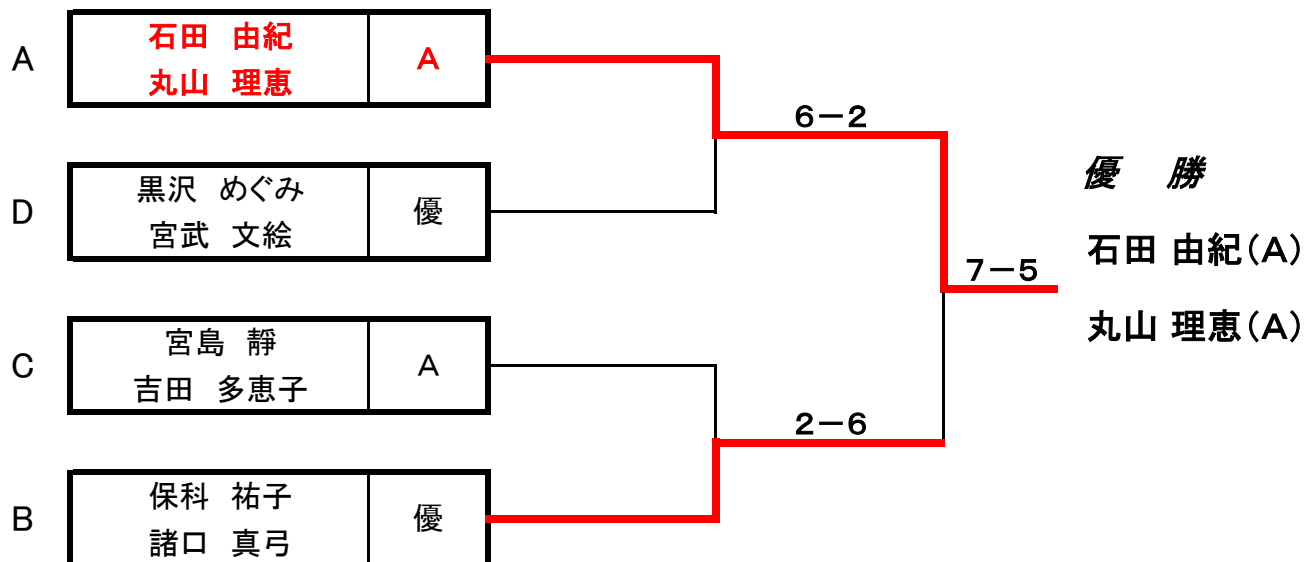 A
石田　由紀
丸山　理恵
A
6－2
D
黒沢　めぐみ
宮武　文絵
優
7－5
優　勝
石田 由紀(A)
丸山 理恵(A)
C
宮島　靜
吉田　多恵子
A
2－6
B
保科　祐子
諸口　真弓
優